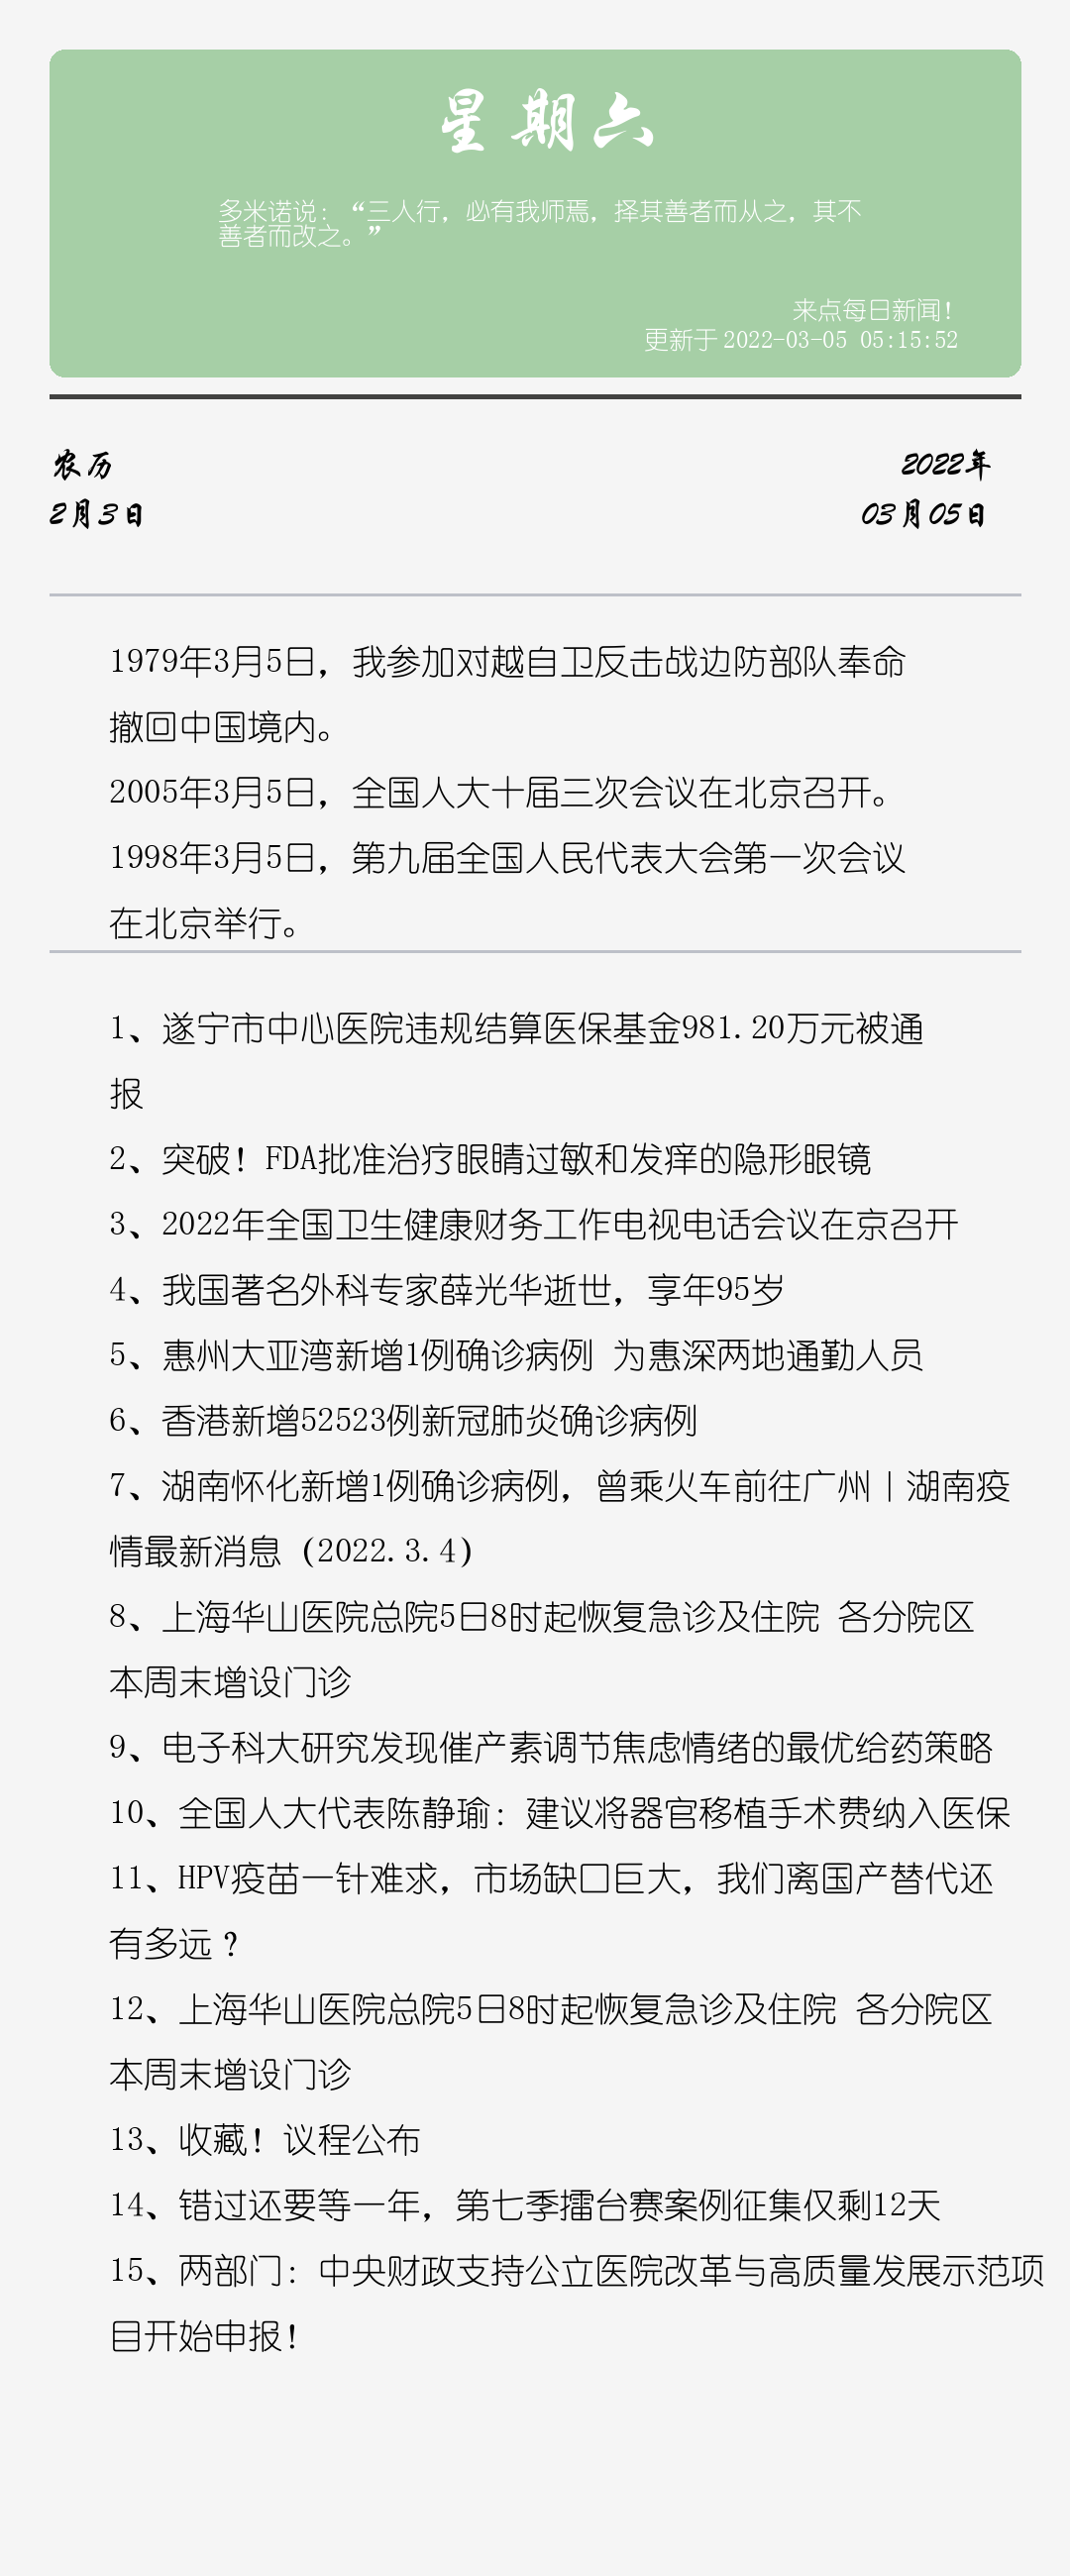 星期六
多米诺说：“三人行，必有我师焉，择其善者而从之，其不
善者而改之。”
来点每日新闻！
更新于 2022-03-05 05:15:52
农历
2022年
2月3日
03月05日
1979年3月5日，我参加对越自卫反击战边防部队奉命
撤回中国境内。
2005年3月5日，全国人大十届三次会议在北京召开。
1998年3月5日，第九届全国人民代表大会第一次会议
在北京举行。
1、遂宁市中心医院违规结算医保基金981.20万元被通
报
2、突破！FDA批准治疗眼睛过敏和发痒的隐形眼镜
3、2022年全国卫生健康财务工作电视电话会议在京召开
4、我国著名外科专家薛光华逝世，享年95岁
5、惠州大亚湾新增1例确诊病例 为惠深两地通勤人员
6、香港新增52523例新冠肺炎确诊病例
7、湖南怀化新增1例确诊病例，曾乘火车前往广州丨湖南疫
情最新消息（2022.3.4）
8、上海华山医院总院5日8时起恢复急诊及住院 各分院区
本周末增设门诊
9、电子科大研究发现催产素调节焦虑情绪的最优给药策略
10、全国人大代表陈静瑜：建议将器官移植手术费纳入医保
11、HPV疫苗一针难求，市场缺口巨大，我们离国产替代还
有多远？
12、上海华山医院总院5日8时起恢复急诊及住院 各分院区
本周末增设门诊
13、收藏！议程公布
14、错过还要等一年，第七季擂台赛案例征集仅剩12天
15、两部门：中央财政支持公立医院改革与高质量发展示范项
目开始申报！